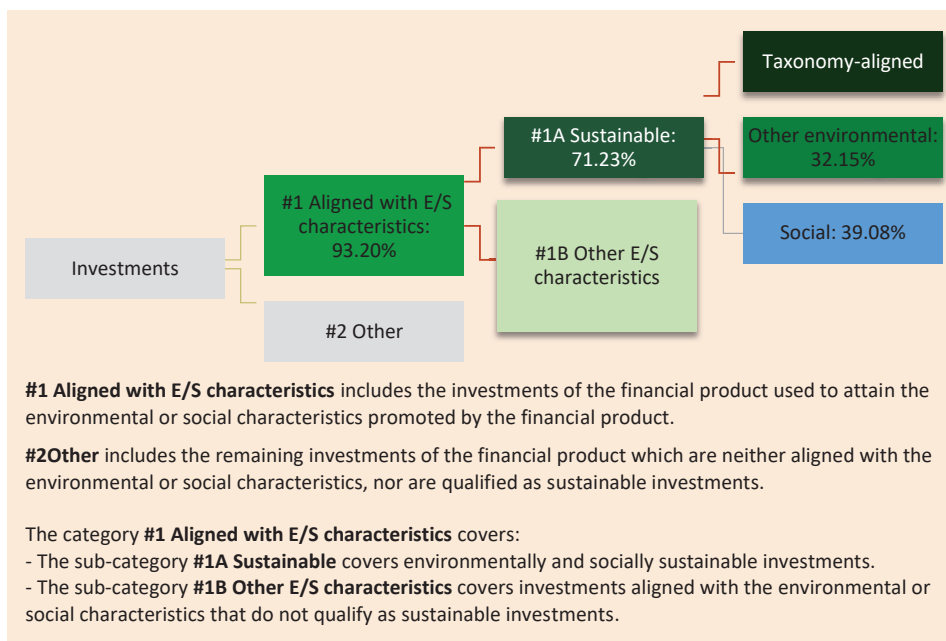 Taxonomy-aligned
#1A Sustainable:
71.23%
Other environmental:
32.15%
#1 Aligned with E/S
characteristics:
93.20%
#1B Other E/S
characteristics
Social: 39.08%
Investments
#2 Other
#1 Aligned with E/S characteristics includes the investments of the financial product used to attain the
environmental or social characteristics promoted by the financial product.
#2Other includes the remaining investments of the financial product which are neither aligned with the
environmental or social characteristics, nor are qualified as sustainable investments.
The category #1 Aligned with E/S characteristics covers:
- The sub-category #1A Sustainable covers environmentally and socially sustainable investments.
- The sub-category #1B Other E/S characteristics covers investments aligned with the environmental or
social characteristics that do not qualify as sustainable investments.